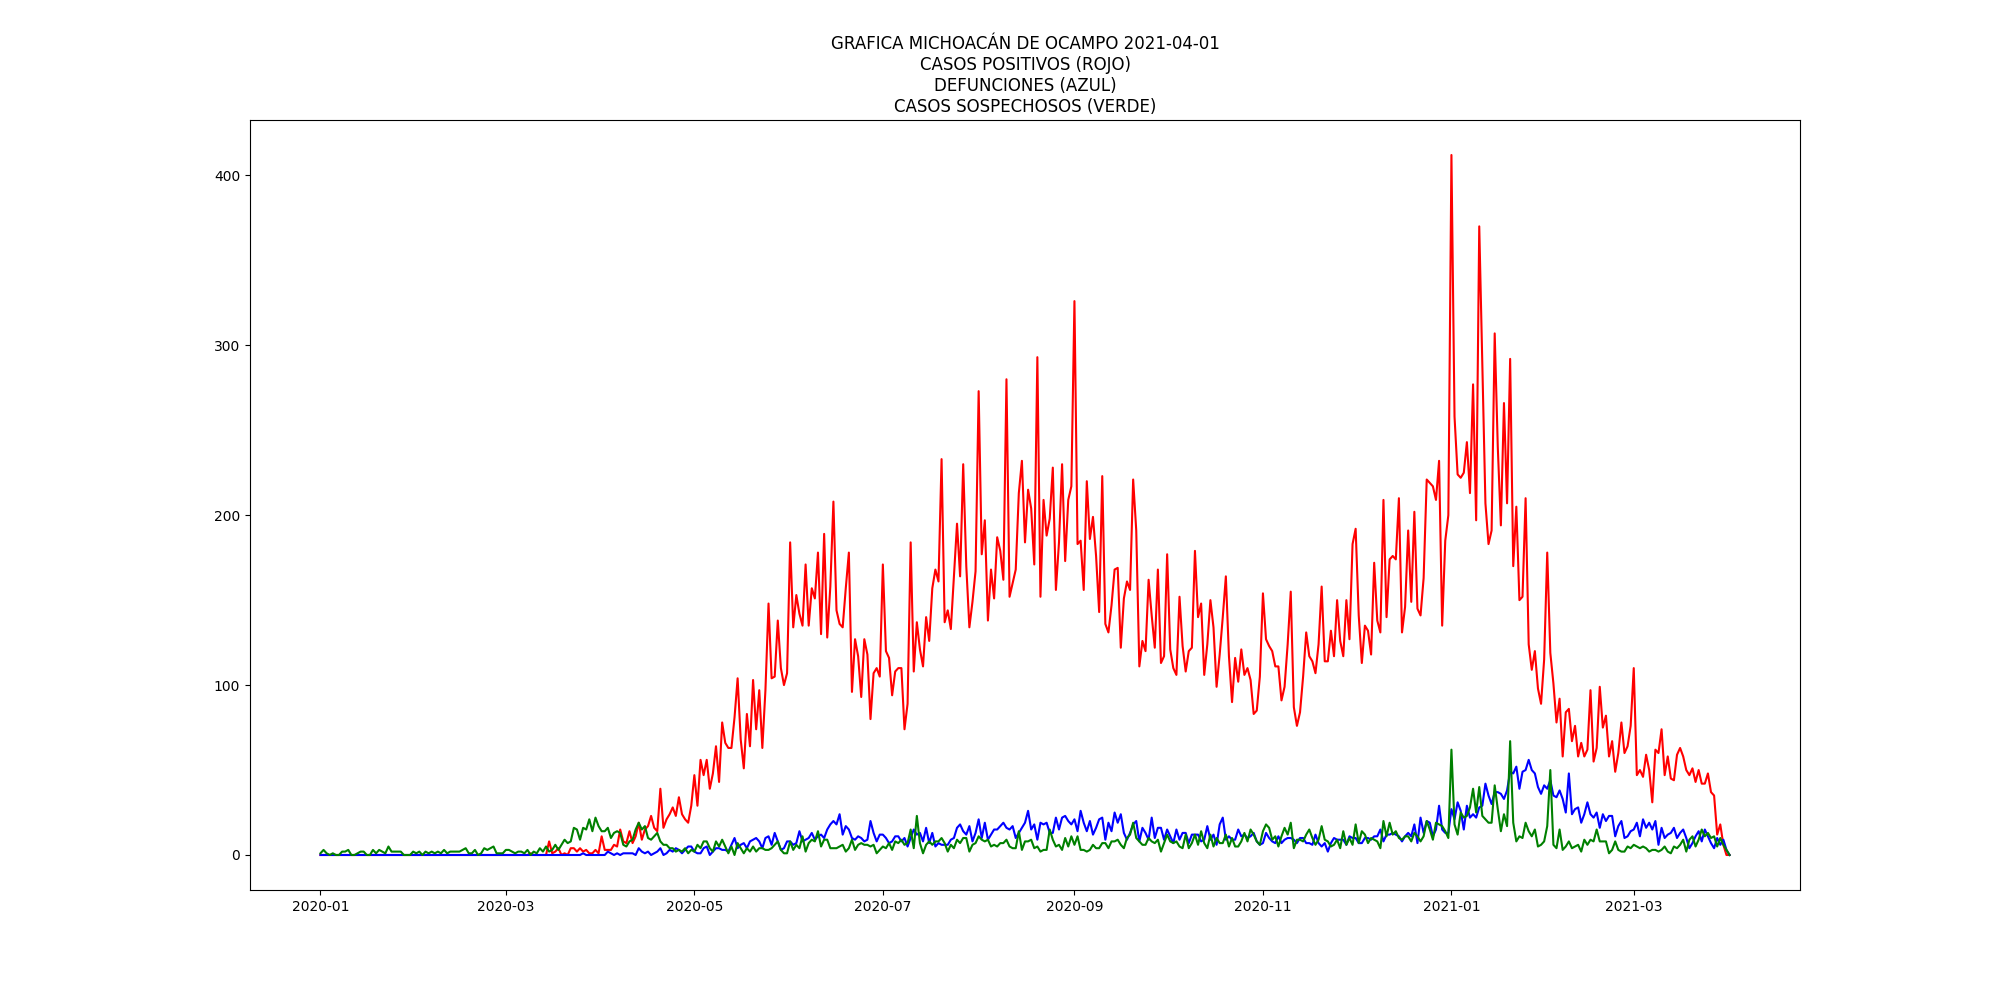 GRAFICA MICHOACÁN DE OCAMPO 2021-04-01
CASOS POSITIVOS (ROJO)
DEFUNCIONES (AZUL)
CASOS SOSPECHOSOS (VERDE)
400
300
200
100
0
2020-01 2020-03 2020-05 2020-07 2020-09 2020-11 2021-01 2021-03